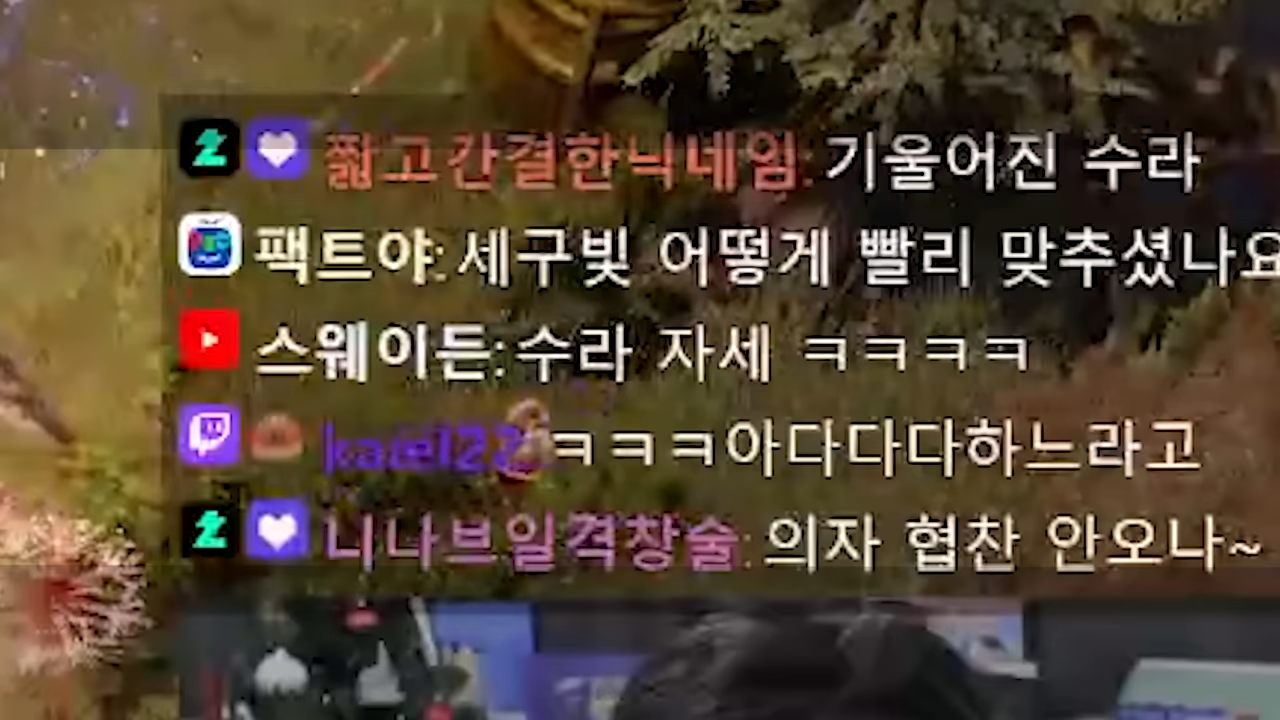 짧고간결한닉네임: 기울어진 수라
팩트야: 세구빛 어떻게 빨리 맞추셨나요
스웨이든: 수라 자세 ㅋㅋㅋㅋ
ㅋㅋㅋ아다다다하느라고
니나브일격창술: 의자 협찬 안오나~